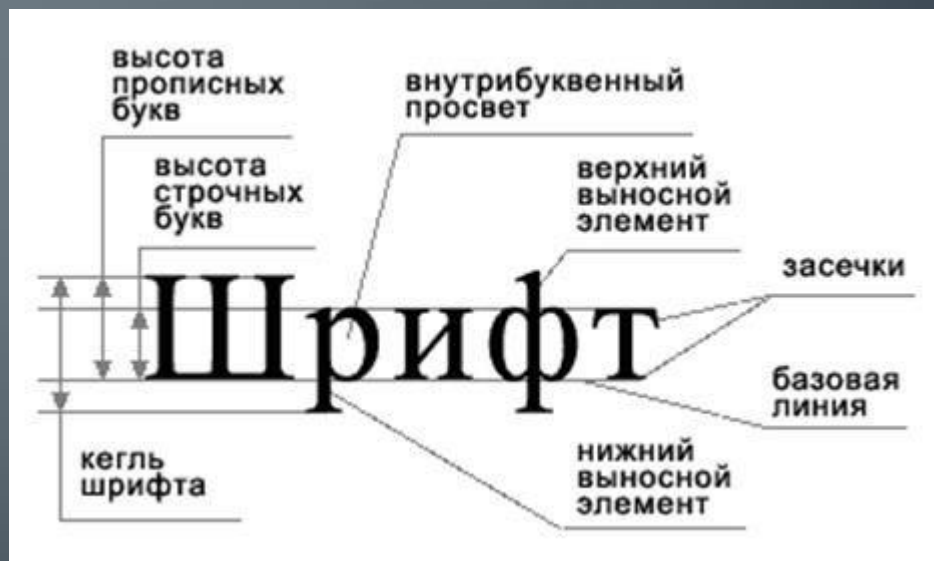 высота
прописных
букв
внутрибуквенный
просвет
высота
строчных
букв
верхний
выносной
элемент
засечки
Шрифт
базовая
линия
кегль
шрифта
нижний
выносной
элемент